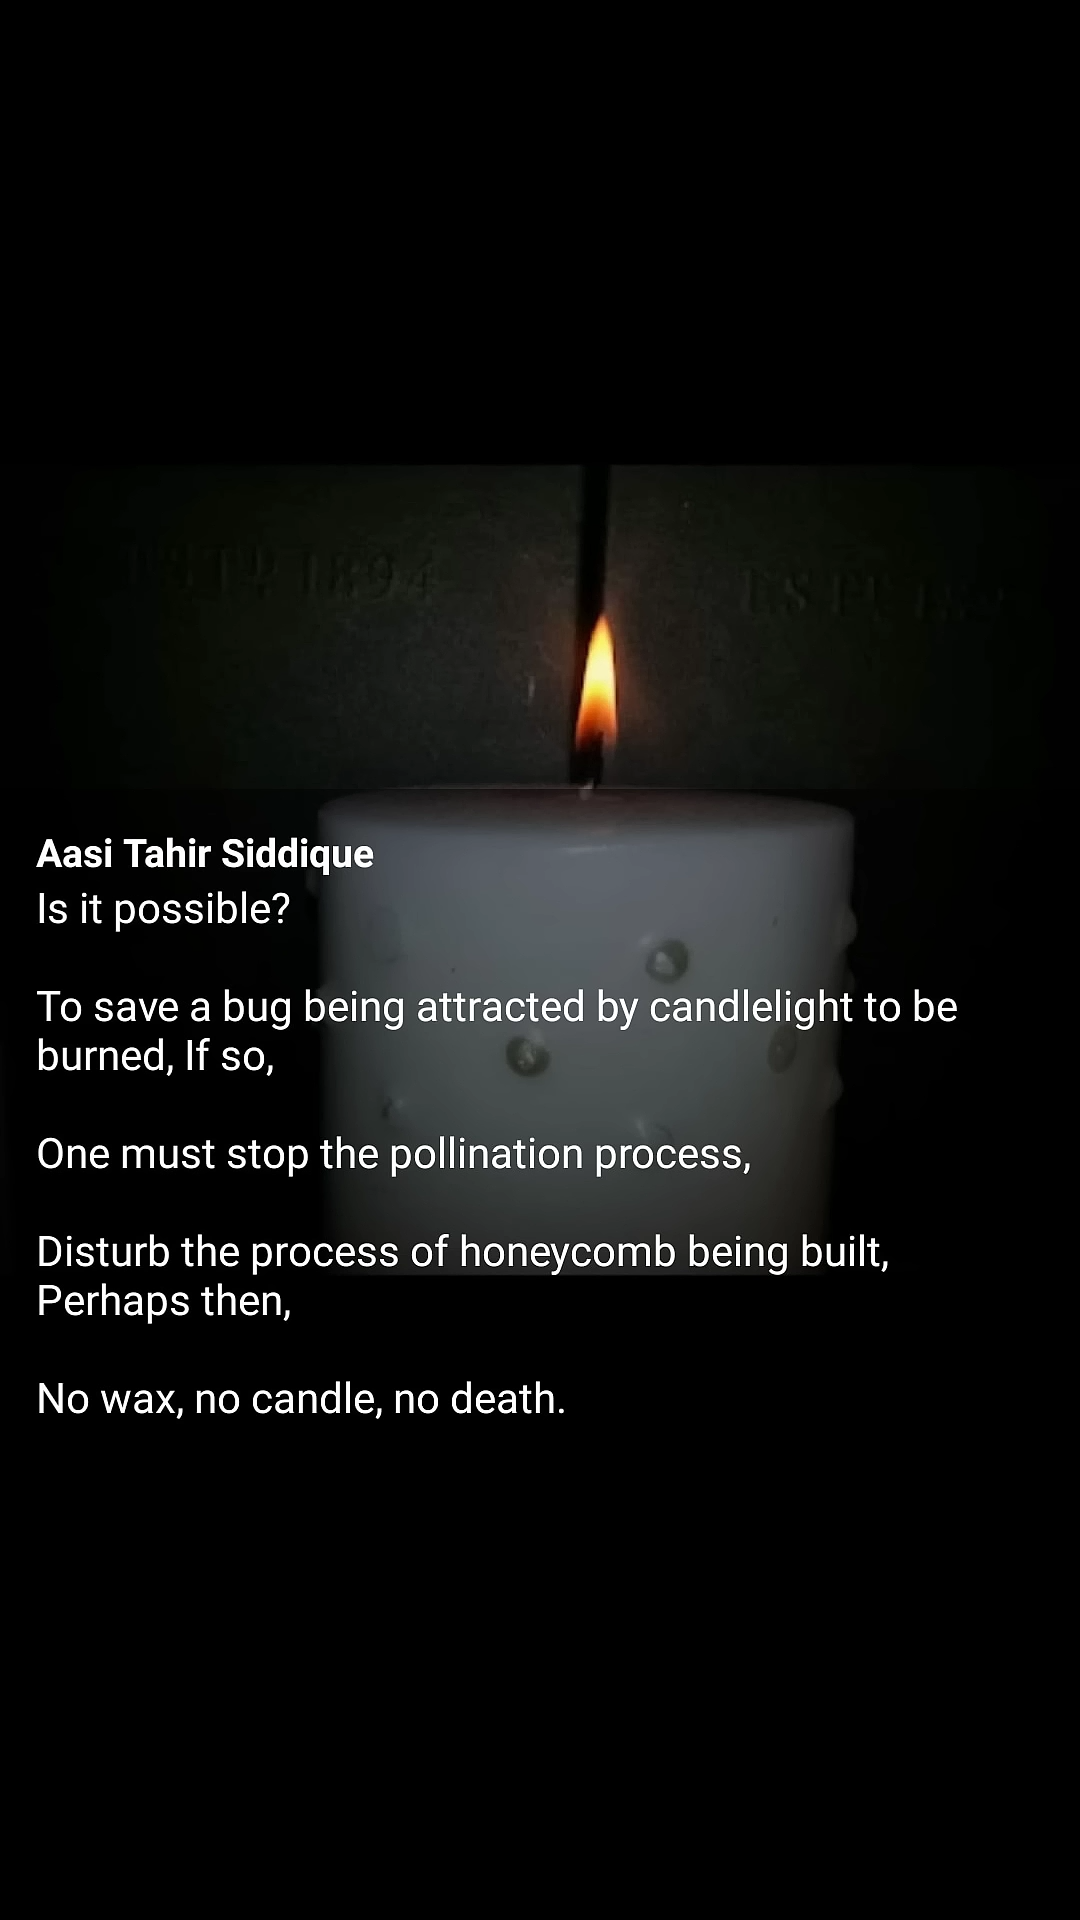 ESTD 1894
Aasi Tahir Siddique
Is it possible?
To save a bug being attracted by candlelight to be
burned, If so,
One must stop the pollination process,
Disturb the process of honeycomb being built,
Perhaps then,
No wax, no candle, no death.